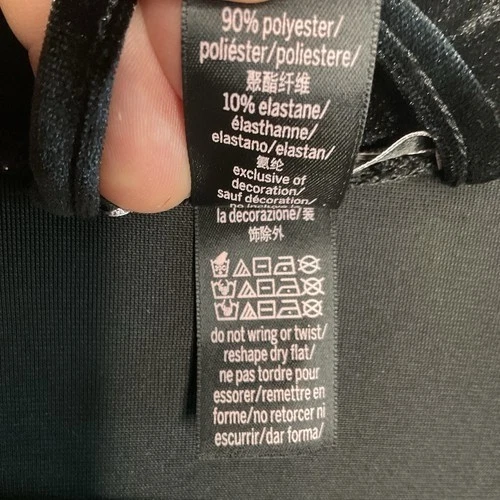 90% polyester/
poliéster/poliestere/
聚酯纤维
10% elastane/
élasthanne/
elastano/elastan/
氨纶
exclusive of
decoration/
sauf décoration/
no incluye
la decorazione/装
饰除外
do not wring or twist/
reshape dry flat/
ne pas tordre pour
essorer/remettre en
forme/no retorcer ni
escurrir/dar forma/